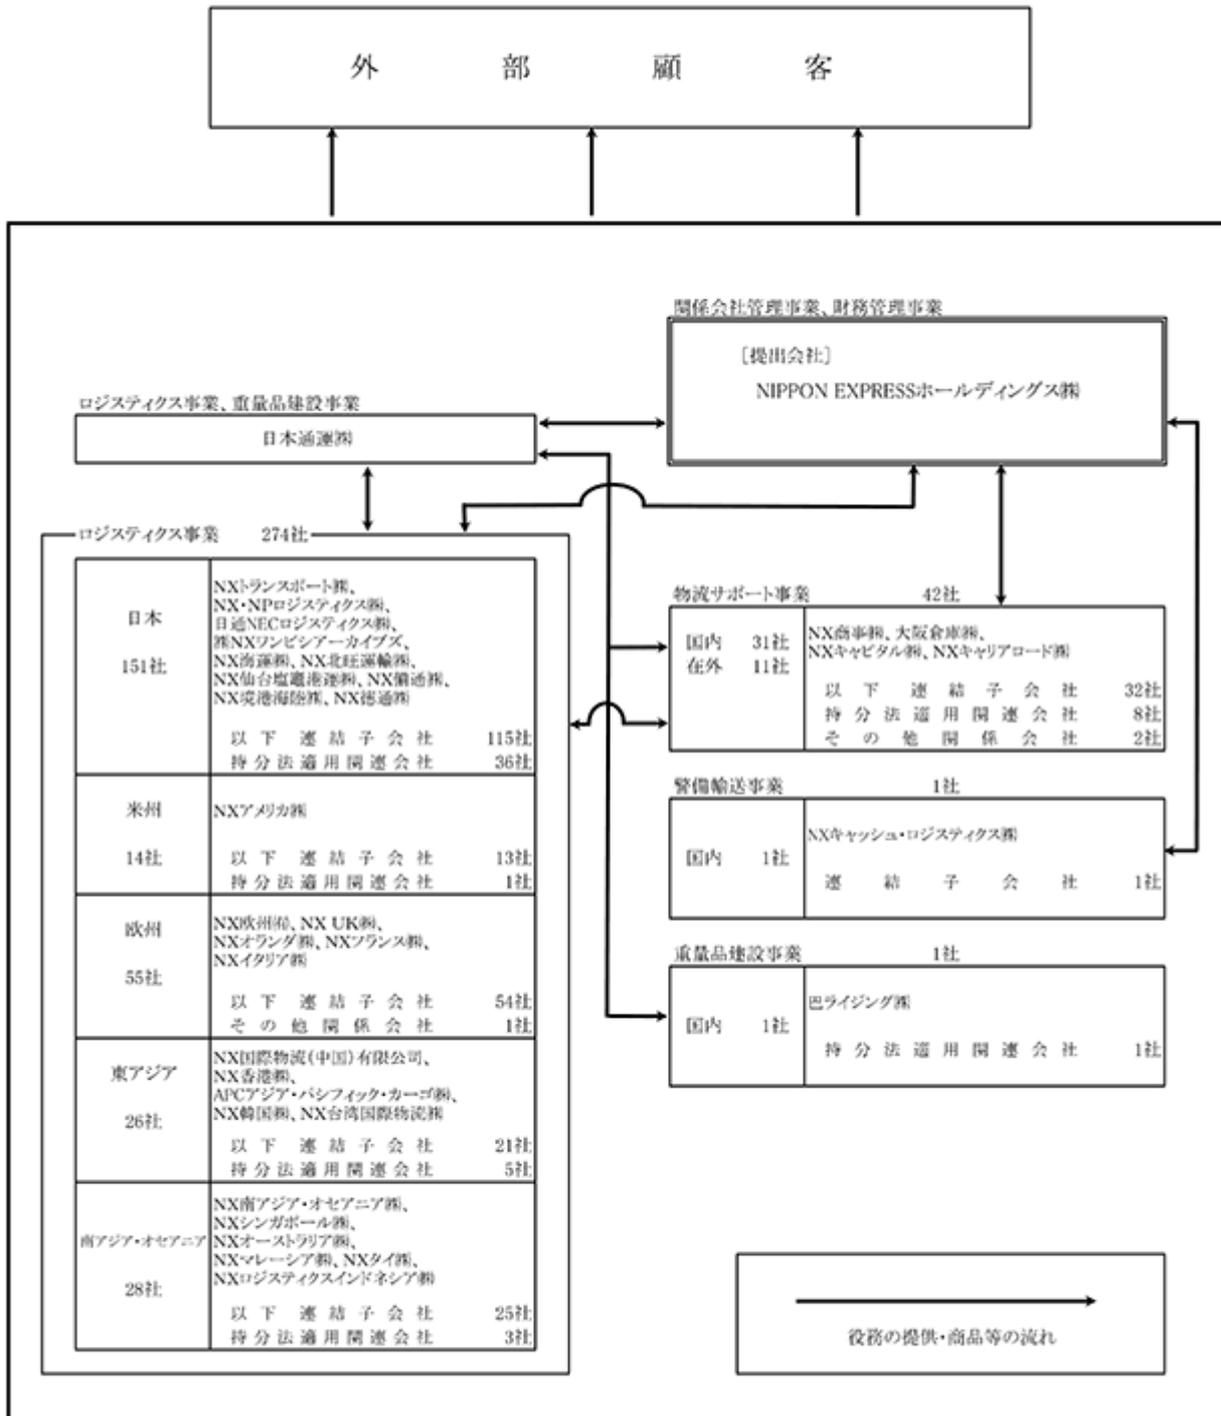 外部顧客
関係会社管理事業、財務管理事業
[提出会社]
NIPPON EXPRESSホールディングス㈱
ロジスティクス事業、重量品建設事業
日本通運㈱
ロジスティクス事業 274社
日本
151社
NXトランスポート㈱、
NX・NPロジスティクス㈱、
日通NECロジスティクス㈱、
㈱NXワンビシアーカイブズ、
NX海運㈱、NX北旺運輸㈱、
NX仙台塩竈港運㈱、NX備通㈱、
NX境港海陸㈱、NX徳通㈱
以下 連結子会社 115社
持分法適用関連会社 36社
米州
14社
NXアメリカ㈱
以下 連結子会社 13社
持分法適用関連会社 1社
欧州
55社
NX欧州㈲、NX UK㈱、
NXオランダ㈱、NXフランス㈱、
NXイタリア㈱
以下 連結子会社 54社
その他関係会社 1社
東アジア
26社
NX国際物流(中国)有限公司、
NX香港㈱、
APCアジア・パシフィック・カーゴ㈱、
NX韓国㈱、NX台湾国際物流㈱
以下 連結子会社 21社
持分法適用関連会社 5社
南アジア・オセアニア
28社
NX南アジア・オセアニア㈱、
NXシンガポール㈱、
NXオーストラリア㈱、
NXマレーシア㈱、NXタイ㈱、
NXロジスティクスインドネシア㈱
以下 連結子会社 25社
持分法適用関連会社 3社
物流サポート事業 42社
国内 31社
在外 11社
NX商事㈱、大阪倉庫㈱、
NXキャピタル㈱、NXキャリアロード㈱
以下 連結子会社 32社
持分法適用関連会社 8社
その他関係会社 2社
警備輸送事業 1社
国内 1社
NXキャッシュ・ロジスティクス㈱
連結子会社 1社
重量品建設事業 1社
国内 1社
巴ライジング㈱
持分法適用関連会社 1社
役務の提供・商品等の流れ